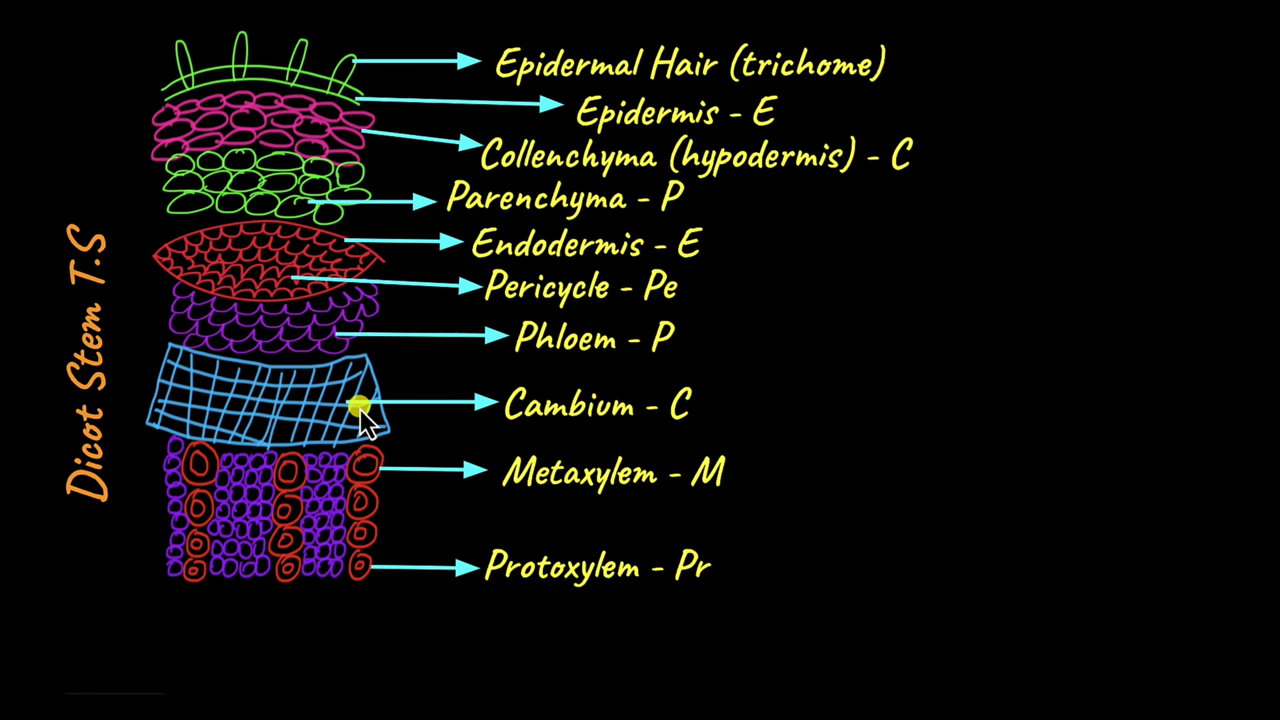 Dicot Stem T.S
Epidermal Hair (trichome)
Epidermis - E
Collenchyma (hypodermis) - C
Parenchyma - P
Endodermis - E
Pericycle - Pe
Phloem - P
Cambium - C
Metaxylem - M
Protoxylem - Pr